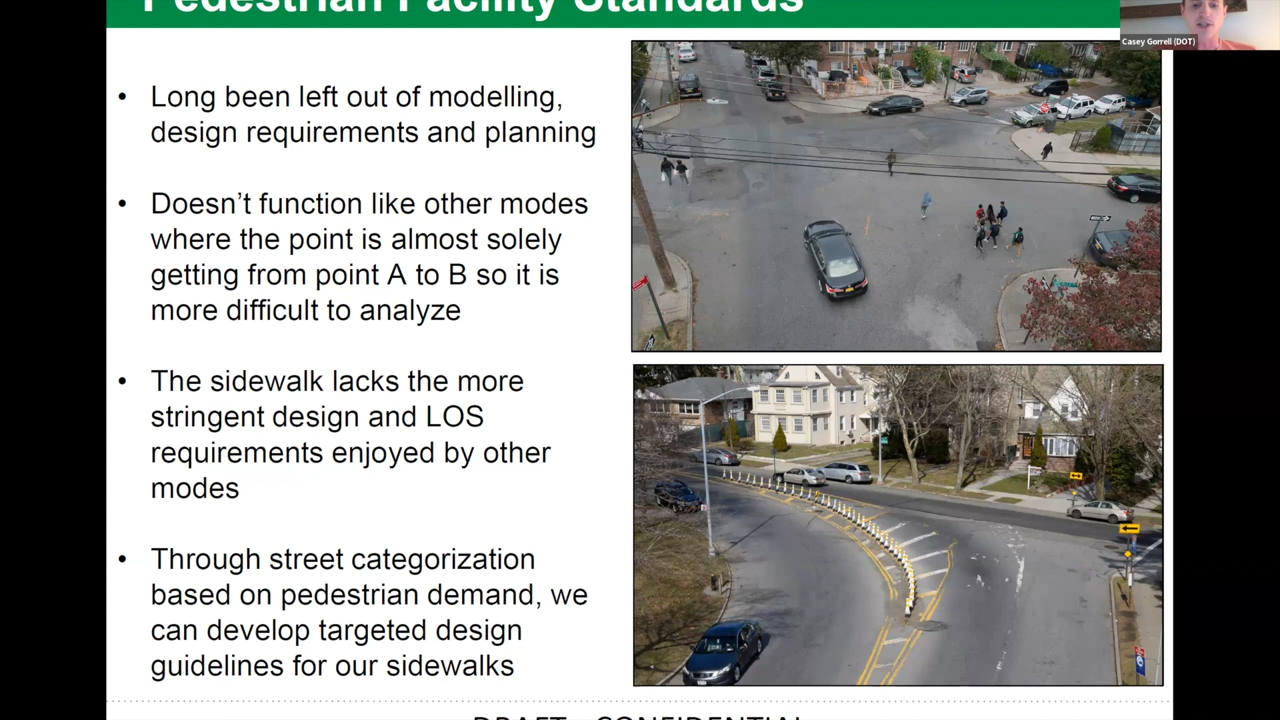 Pedestrian Facility Standards
Casey Gorrell (DOT)
• Long been left out of modelling,
design requirements and planning
• Doesn’t function like other modes
where the point is almost solely
getting from point A to B so it is
more difficult to analyze
• The sidewalk lacks the more
stringent design and LOS
requirements enjoyed by other
modes
• Through street categorization
based on pedestrian demand, we
can develop targeted design
guidelines for our sidewalks
DRAFT - CONFIDENTIAL